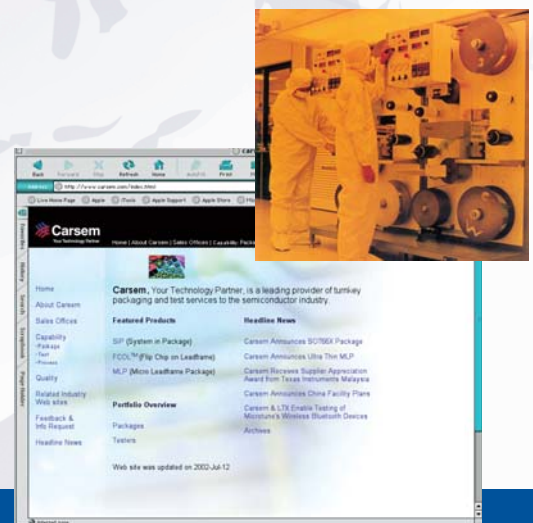 Back Forward Stop Refresh Home AutoFill Print
Address http://www.carsem.com/index.html
Live Home Page Apple iTools Apple Support Apple Store
Favorites
History
Search
Scrapbook
Page Holder
Carsem
Your Technology Partner
Home | About Carsem | Sales Offices | Capability:
Home
About Carsem
Sales Offices
Capability
-Package
-Test
-Process
Quality
Related Industry
Web sites
Feedback &
Info Request
Headline News
Carsem, Your Technology Partner, is a leading provider of turnkey
packaging and test services to the semiconductor industry.
Featured Products
SiP (System in Package)
FCOL™ (Flip Chip on Leadframe)
MLP (Micro Leadframe Package)
Portfolio Overview
Packages
Testers
Headline News
Carsem Announces SOT66X Package
Carsem Announces Ultra Thin MLP
Carsem Receives Supplier Appreciation
Award from Texas Instruments Malaysia
Carsem Announces China Facility Plans
Carsem & LTX Enable Testing of
Microtune's Wireless Bluetooth Devices
Archives
Web site was updated on 2002-Jul-12